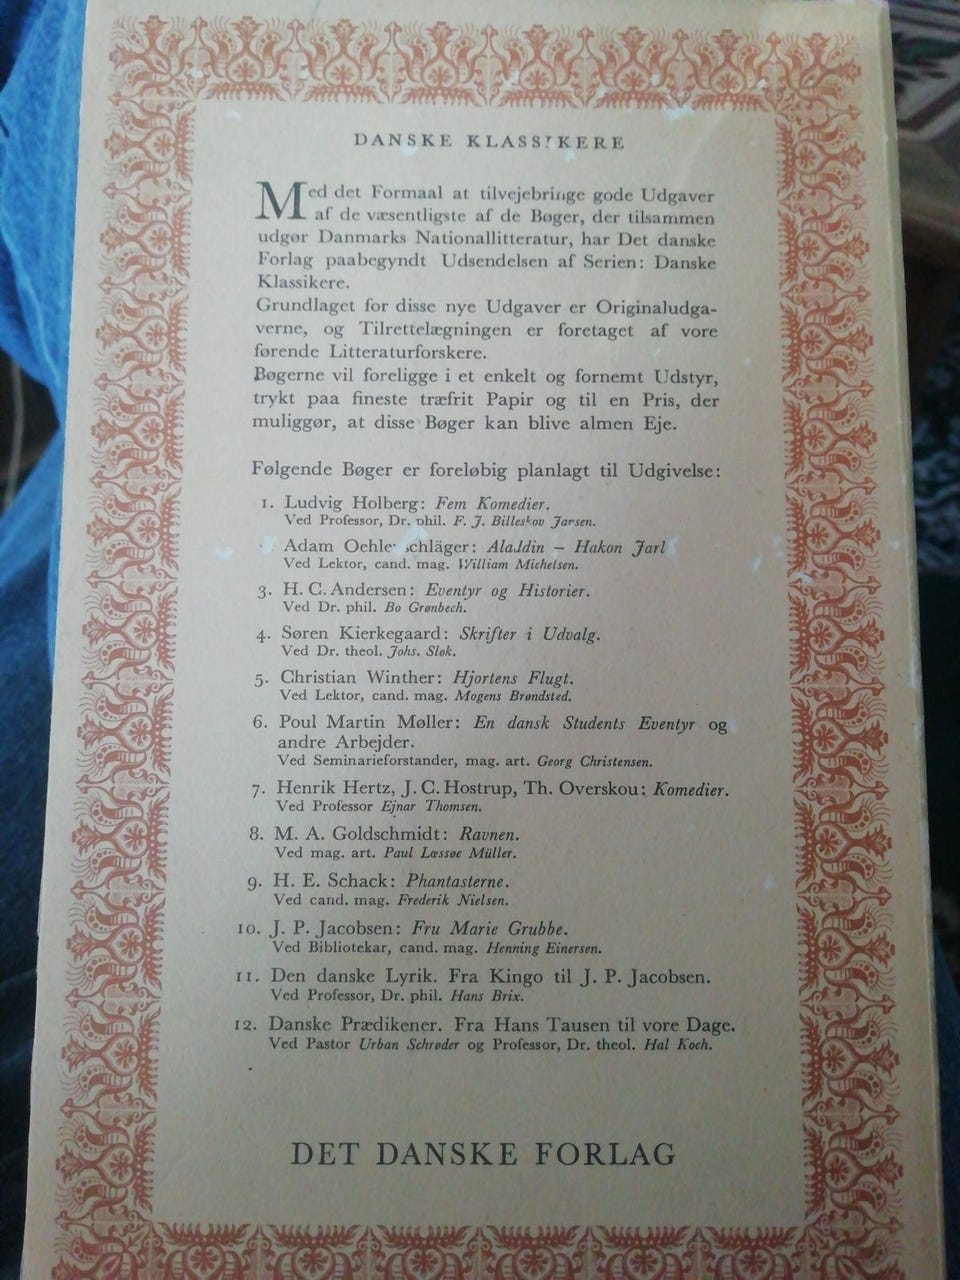 DANSKE KLASSIKERE
Med det Formaal at tilvejebringe gode Udgaver
af de væsentligste af de Bøger, der tilsammen
udgør Danmarks Nationallitteratur, har Det danske
Forlag paabegyndt Udsendelsen af Serien: Danske
Klassikere.
Grundlaget for disse nye Udgaver er Originaludga-
verne, og Tilrettelægningen er foretaget af vore
førende Litteraturforskere.
Bøgerne vil foreligge i et enkelt og fornemt Udstyr,
trykt paa fineste træfrit Papir og til en Pris, der
muliggør, at disse Bøger kan blive almen Eje.
Følgende Bøger er foreløbig planlagt til Udgivelse:
1. Ludvig Holberg: Fem Komedier.
Ved Professor, Dr. phil. F. J. Billeskov Jansen.
Adam Oehlenschläger: Aladdin - Hakon Jarl
Ved Lektor, cand. mag. William Michelsen.
3. H. C. Andersen: Eventyr og Historier.
Ved Dr. phil. Bo Grønbech.
4. Søren Kierkegaard: Skrifter i Udvalg.
Ved Dr. theol. Johs. Sløk.
5. Christian Winther: Hjortens Flugt.
Ved Lektor, cand. mag. Mogens Brøndsted.
6. Poul Martin Møller: En dansk Students Eventyr og
andre Arbejder.
Ved Seminarieforstander, mag. art. Georg Christensen.
7. Henrik Hertz, J. C. Hostrup, Th. Overskou: Komedier.
Ved Professor Ejnar Thomsen.
8. M. A. Goldschmidt: Ravnen.
Ved mag. art. Paul Læssøe Müller.
9. H. E. Schack: Phantasterne.
Ved cand. mag. Frederik Nielsen.
10. J. P. Jacobsen: Fru Marie Grubbe.
Ved Bibliotekar, cand. mag. Henning Einersen.
11. Den danske Lyrik. Fra Kingo til J. P. Jacobsen.
Ved Professor, Dr. phil. Hans Brix.
12. Danske Prædikener. Fra Hans Tausen til vore Dage.
Ved Pastor Urban Schrøder og Professor, Dr. theol. Hal Koch.
DET DANSKE FORLAG